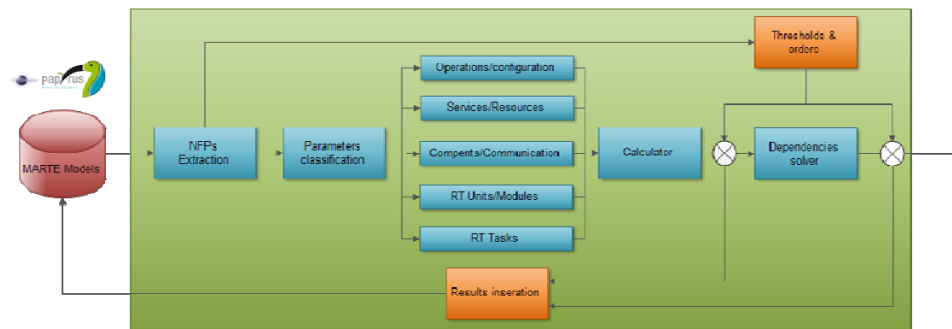 Thresholds &
orders
papyrus
Operations/configuration
Services/Resources
NFPs
Extraction
Parameters
classification
Compents/Communication
Calculator
Dependencies
solver
MARTE Models
RT Units/Modules
RT Tasks
Results inseration